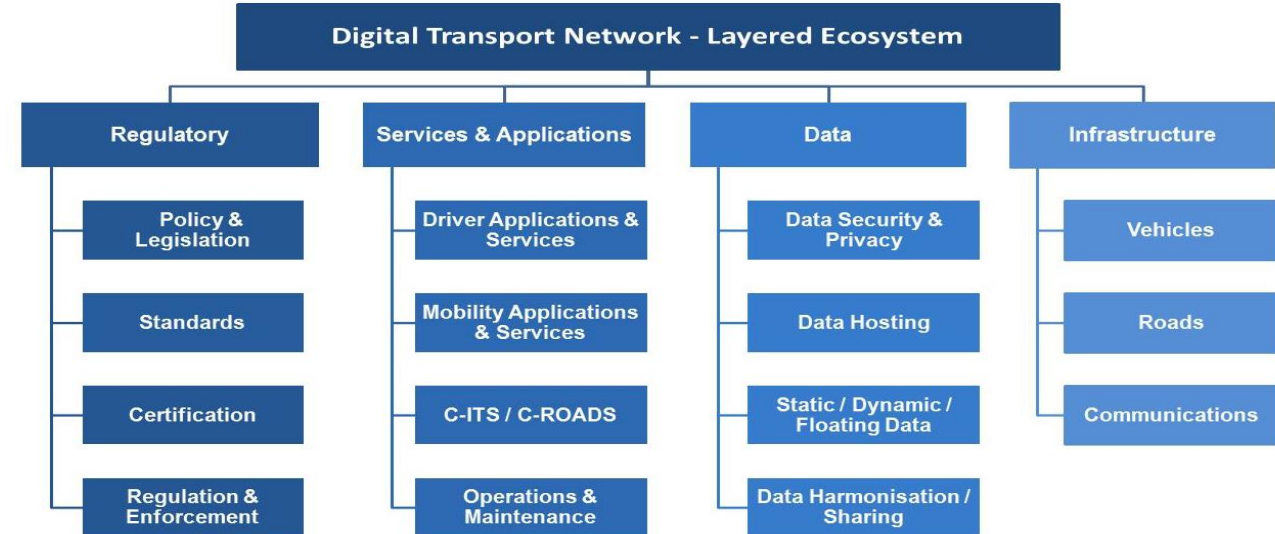 Digital Transport Network - Layered Ecosystem
Regulatory
Services & Applications
Data
Infrastructure
Policy &
Legislation
Standards
Certification
Regulation &
Enforcement
Driver Applications &
Services
Mobility Applications
& Services
C-ITS / C-ROADS
Operations &
Maintenance
Data Security &
Privacy
Data Hosting
Static / Dynamic /
Floating Data
Data Harmonisation /
Sharing
Vehicles
Roads
Communications